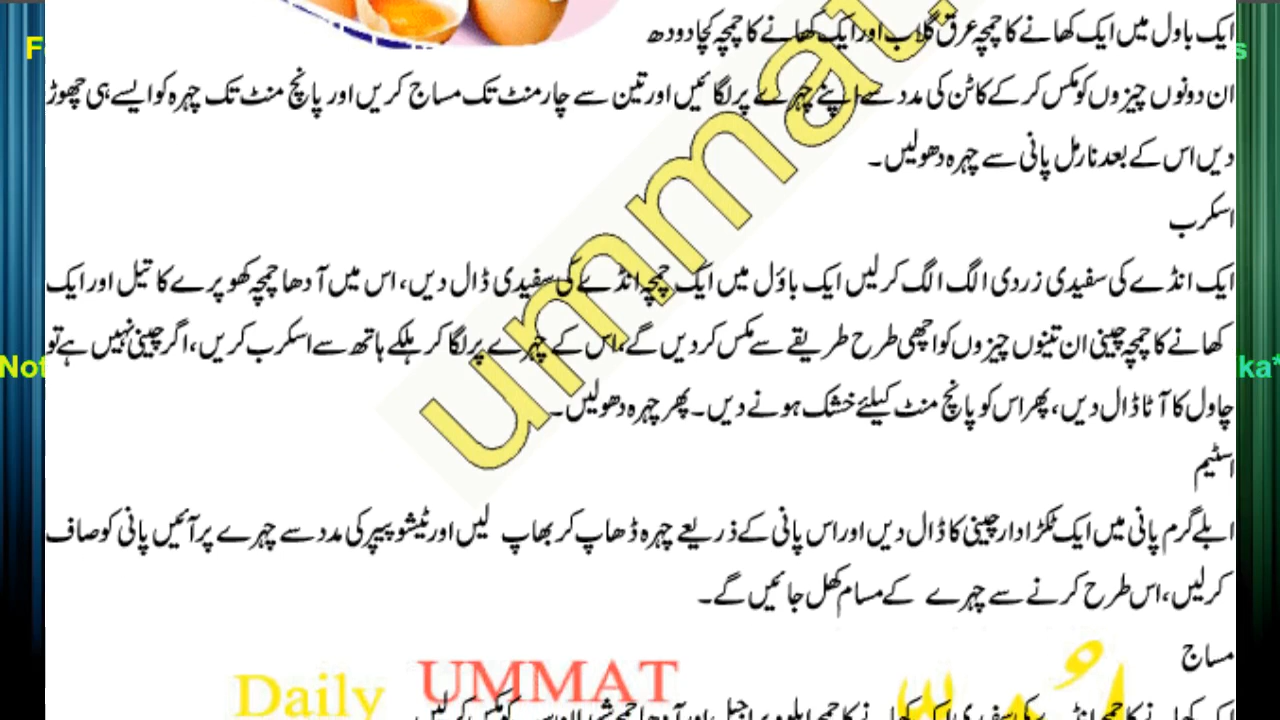 ایک باول میں ایک کھانے کا چمچہ عرق گلاب اور ایک کھانے کا چمچہ کچا دودھ
ان دونوں چیزوں کو مکس کر کے کاٹن کی مدد سے اپنے چہرے پر لگائیں اور تین سے چار منٹ تک مساج کریں اور پانچ منٹ تک چہرہ کو ایسے ہی چھوڑ
دیں اس کے بعد نارمل پانی سے چہرہ دھولیں۔
اسکرب
ایک انڈے کی سفیدی زردی الگ الگ کرلیں ایک باؤل میں ایک چمچہ انڈے کی سفیدی ڈال دیں، اس میں آدھا چمچہ کھوپرے کا تیل اور ایک
کھانے کا چمچہ چینی ان تینوں چیزوں کو اچھی طرح طریقے سے مکس کردیں گے، اس کے چہرے پر لگا کر ہلکے ہاتھ سے اسکرب کریں، اگر چینی نہیں ہے تو
چاول کا آٹا ڈال دیں، پھر اس کو پانچ منٹ کیلئے خشک ہونے دیں۔ پھر چہرہ دھولیں۔
اسٹیم
ابلے گرم پانی میں ایک ٹکڑا دار چینی کا ڈال دیں اور اس پانی کے ذریعے چہرہ ڈھاپ کر بھاپ لیں اور ٹیشو پیپر کی مدد سے چہرے پر آئیں پانی کو صاف
کرلیں، اس طرح کرنے سے چہرے کے مسام کھل جائیں گے۔
مساج
Daily UMMAT
ummat.
Not
ka*